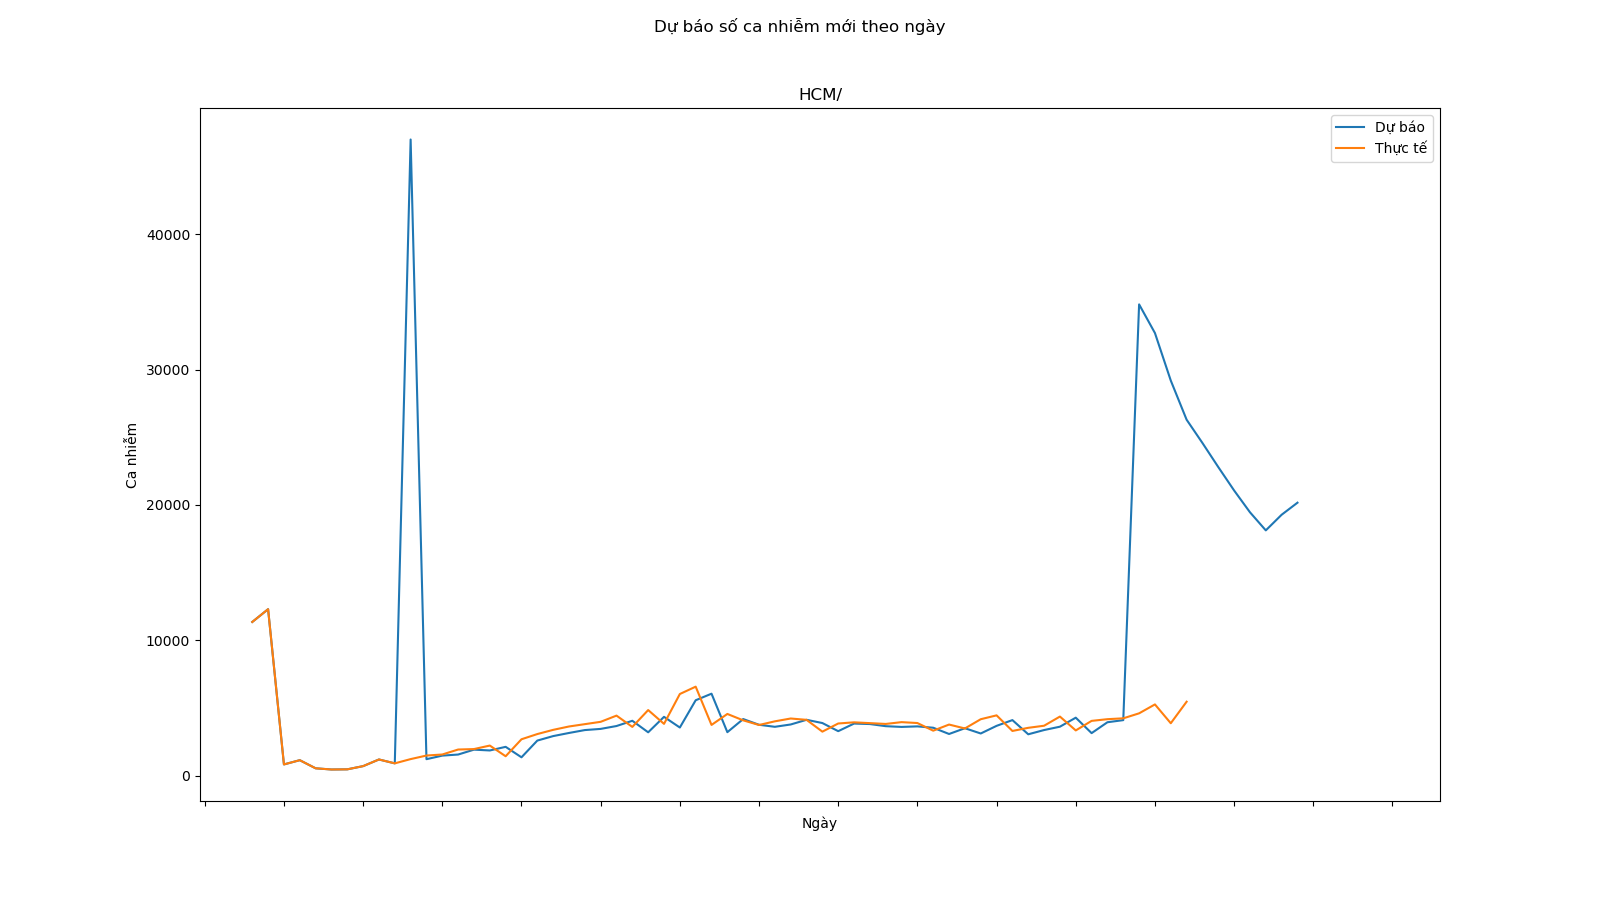 Dự báo số ca nhiễm mới theo ngày
HCM/
Dự báo
Thực tế
40000
30000
20000
10000
0
Ca nhiễm
Ngày